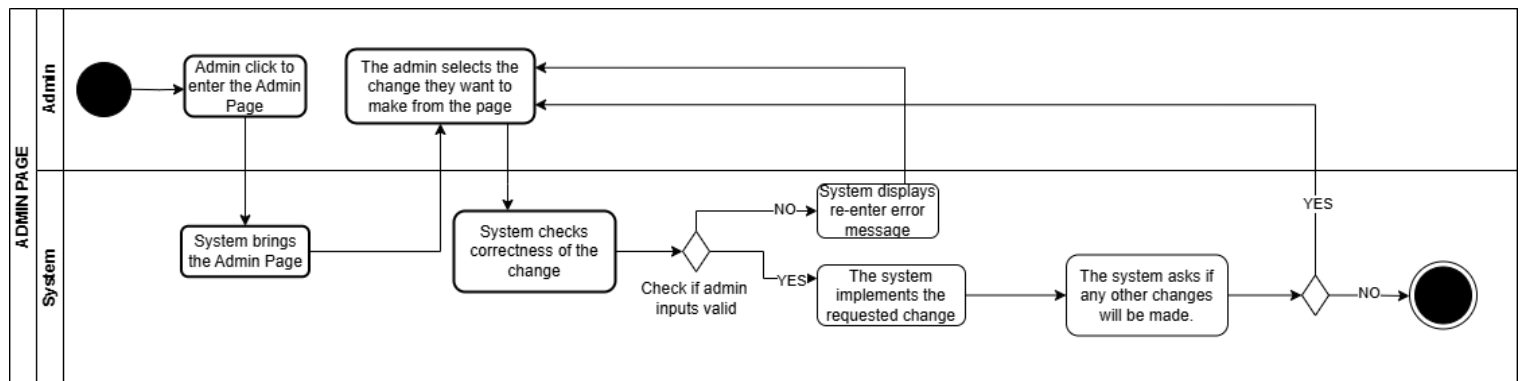 ADMIN PAGE
Admin
Admin click to
enter the Admin
Page
The admin selects the
change they want to
make from the page
System
System brings
the Admin Page
System checks
correctness of the
change
Check if admin
inputs valid
NO
System displays
re-enter error
message
YES
The system
implements the
requested change
The system asks if
any other changes
will be made.
YES
NO